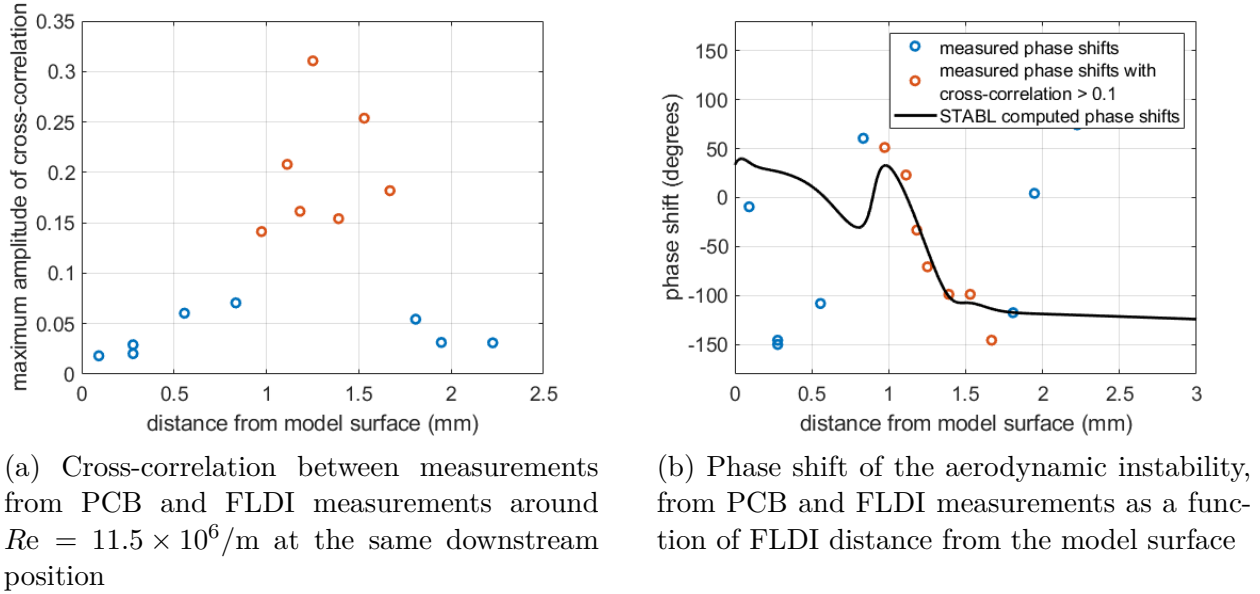 maximum amplitude of cross-correlation
0.35
0.3
0.25
0.2
0.15
0.1
0.05
0
0 0.5 1 1.5 2 2.5
distance from model surface (mm)
(a) Cross-correlation between measurements
from PCB and FLDI measurements around
Re = 11.5 × 10⁶/m at the same downstream
position
phase shift (degrees)
150
100
50
0
-50
-100
-150
measured phase shifts
measured phase shifts with
cross-correlation > 0.1
STABL computed phase shifts
0 0.5 1 1.5 2 2.5 3
distance from model surface (mm)
(b) Phase shift of the aerodynamic instability,
from PCB and FLDI measurements as a func-
tion of FLDI distance from the model surface